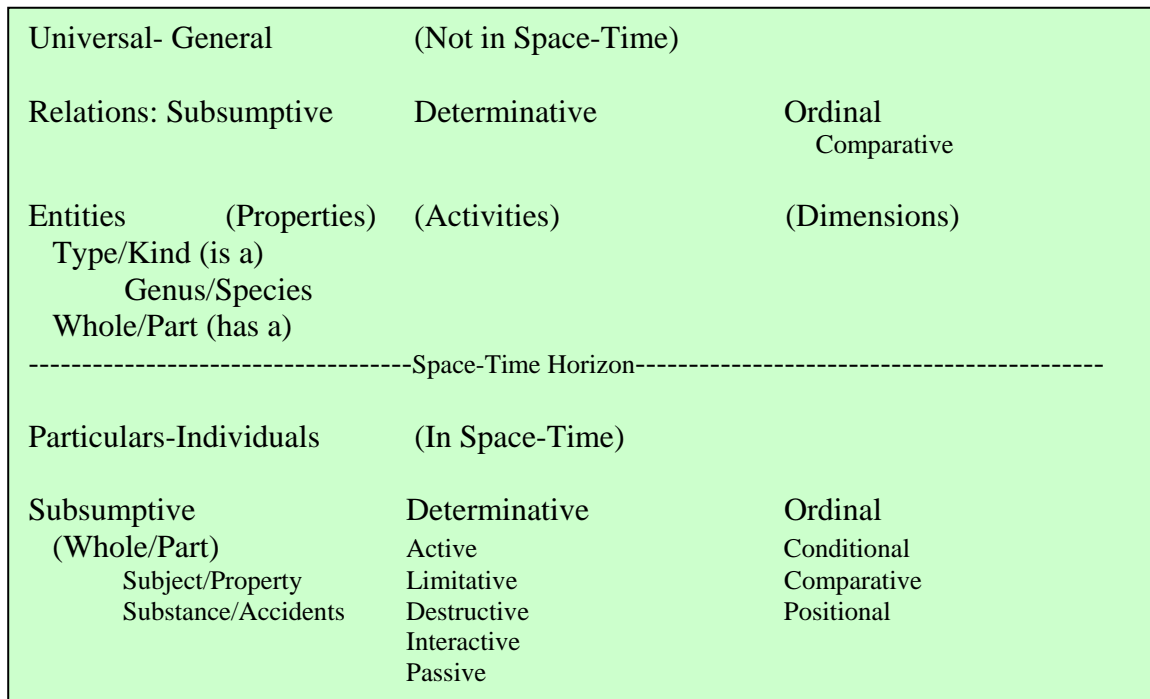 Universal- General (Not in Space-Time)
Relations: Subsumptive Determinative Ordinal
Comparative
Entities (Properties) (Activities) (Dimensions)
Type/Kind (is a)
Genus/Species
Whole/Part (has a)
------------------------------------Space-Time Horizon--------------------------------------------
Particulars-Individuals (In Space-Time)
Subsumptive Determinative Ordinal
(Whole/Part) Active Conditional
Subject/Property Limitative Comparative
Substance/Accidents Destructive Positional
Interactive
Passive